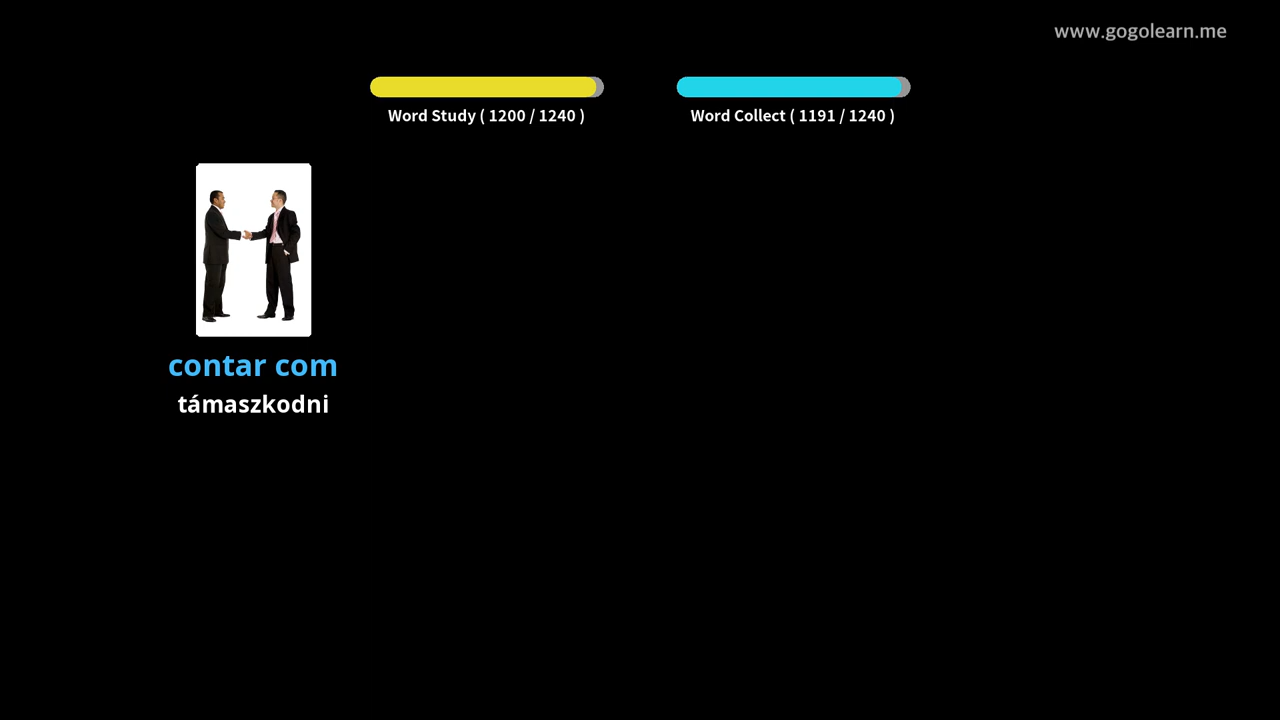 www.gogolearn.me
Word Study ( 1200 / 1240 )
Word Collect ( 1191 / 1240 )
contar com
támaszkodni